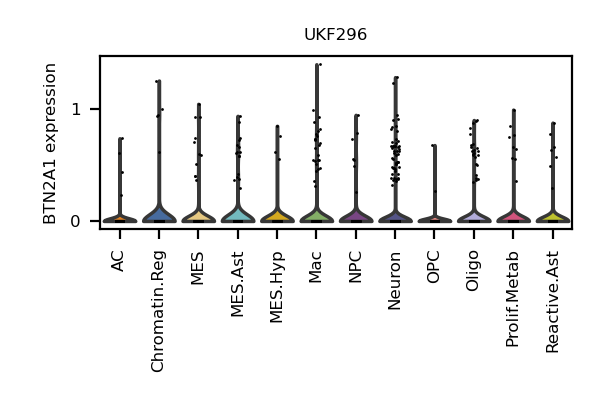 UKF296
BTN2A1 expression
1
0
AC
Chromatin.Reg
MES
MES.Ast
MES.Hyp
Mac
NPC
Neuron
OPC
Oligo
Prolif.Metab
Reactive.Ast